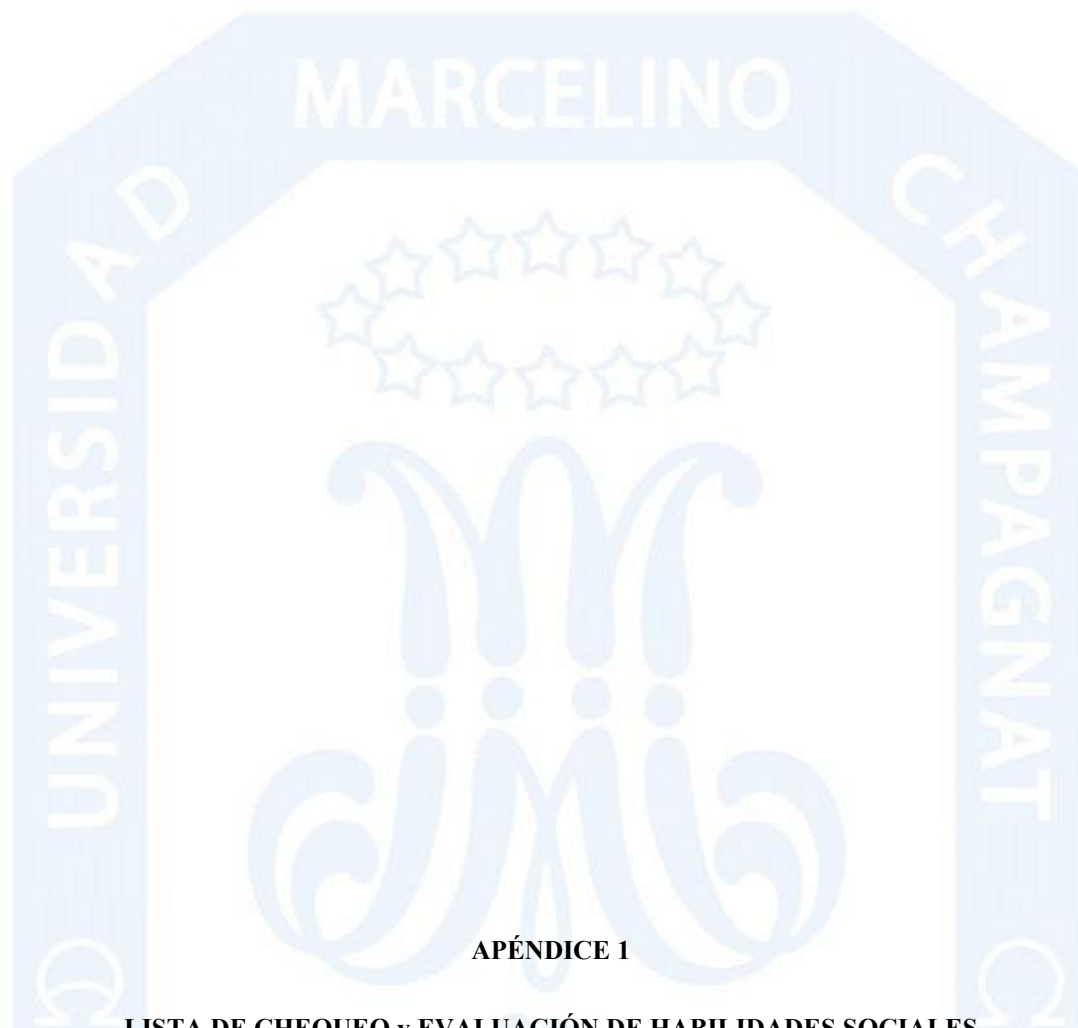 MARCELINO
UNIVERSIDAD
CHAMPAGNAT
APÉNDICE 1
LISTA DE CHEQUEO y EVALUACIÓN DE HABILIDADES SOCIALES